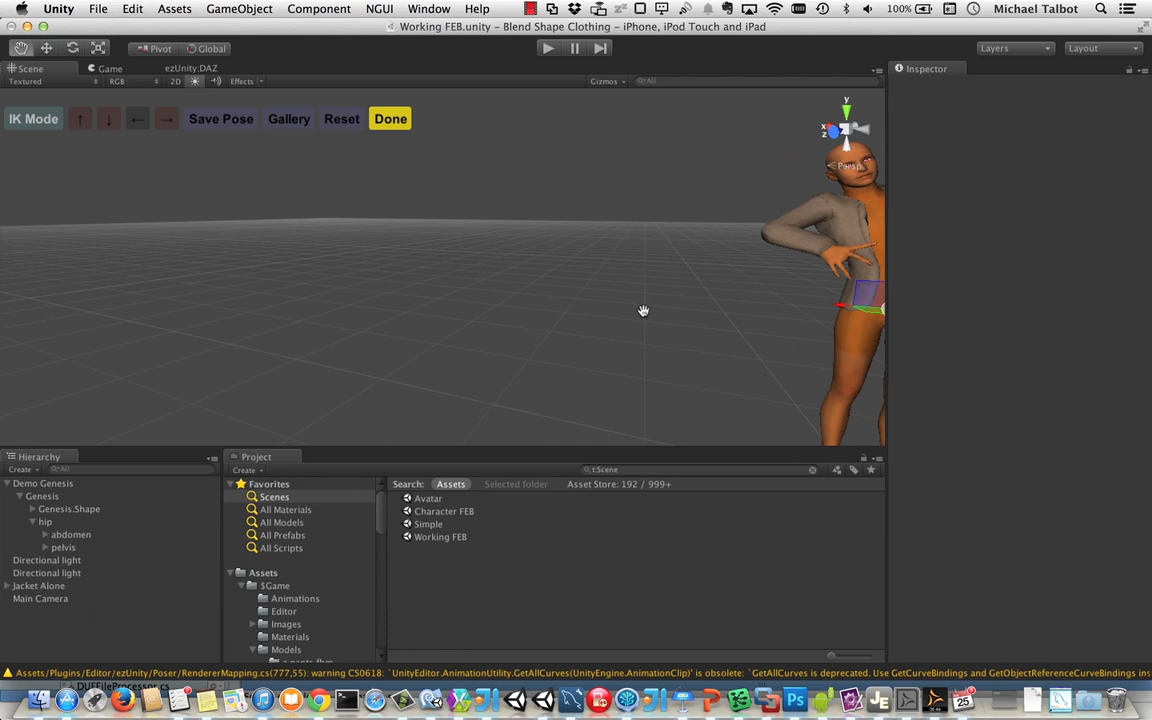 Unity File Edit Assets GameObject Component NGUI Window Help 100% Michael Talbot
Working FEB.unity – Blend Shape Clothing – iPhone, iPod Touch and iPad
Pivot Global Layers Layout
Scene Game ezUnity:DAZ Inspector
Textured RGB 2D Effects Gizmos All
IK Mode ↑ ↓ ← → Save Pose Gallery Reset Done
y
x
z
Persp
Hierarchy Project
Create All Create t:Scene
Demo Genesis Favorites Search: Assets Selected folder Asset Store: 192 / 999+
Genesis Scenes Avatar
Genesis.Shape All Materials Character FEB
hip All Models Simple
abdomen All Prefabs Working FEB
pelvis All Scripts
Directional light
Directional light Assets
Jacket Alone $Game
Main Camera Animations
Editor
Images
Materials
Models
Assets/Plugins/Editor/ezUnity/Poser/RendererMapping.cs(777,55): warning CS0618: `UnityEditor.AnimationUtility.GetAllCurves(UnityEngine.AnimationClip)' is obsolete: `GetAllCurves is deprecated. Use GetCurveBindings and GetObjectReferenceCurveBindings ins
DUFFileProcessor.cs